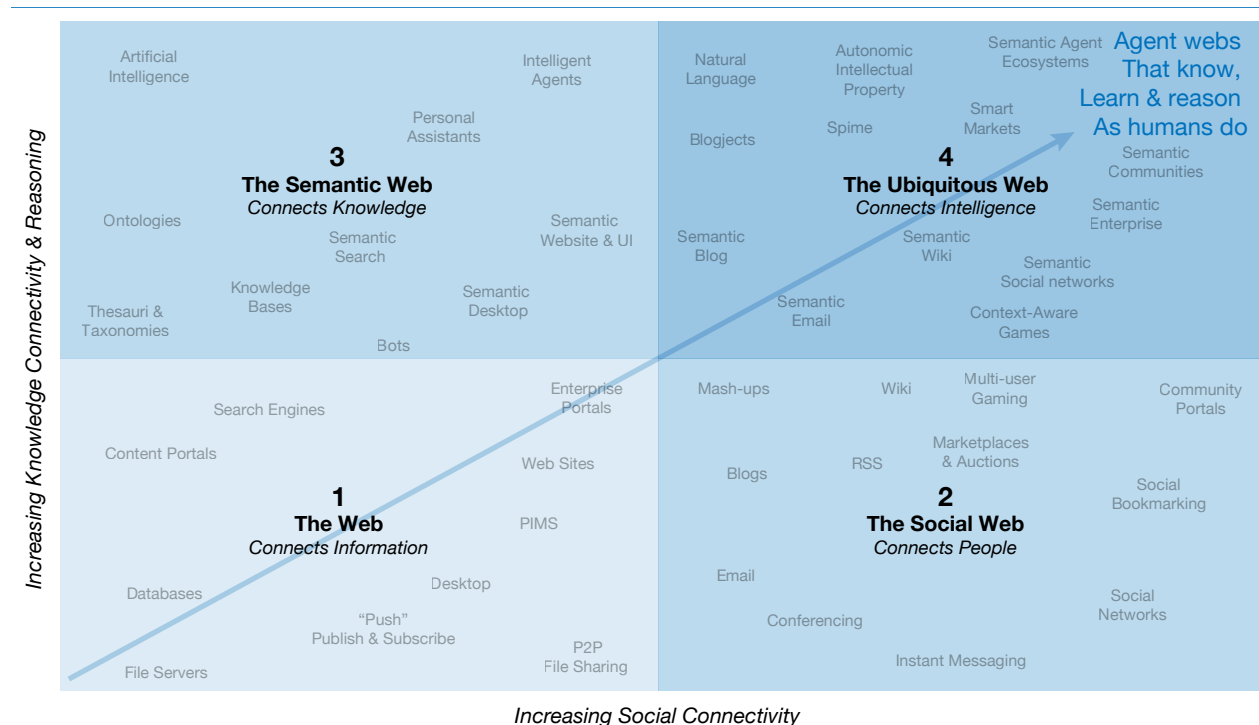 Increasing Knowledge Connectivity & Reasoning
Artificial
Intelligence
Intelligent
Agents
Personal
Assistants
3
The Semantic Web
Connects Knowledge
Ontologies
Semantic
Search
Semantic
Website & UI
Knowledge
Bases
Semantic
Desktop
Thesauri &
Taxonomies
Bots
Natural
Language
Autonomic
Intellectual
Property
Semantic Agent
Ecosystems
Agent webs
That know,
Learn & reason
As humans do
Blogjects
Spime
Smart
Markets
4
The Ubiquitous Web
Connects Intelligence
Semantic
Communities
Semantic
Enterprise
Semantic
Blog
Semantic
Wiki
Semantic
Social networks
Semantic
Email
Context-Aware
Games
Search Engines
Enterprise
Portals
Content Portals
Web Sites
1
The Web
Connects Information
PIMS
Databases
Desktop
“Push”
Publish & Subscribe
P2P
File Sharing
File Servers
Mash-ups
Wiki
Multi-user
Gaming
Community
Portals
Blogs
RSS
Marketplaces
& Auctions
2
The Social Web
Connects People
Social
Bookmarking
Email
Conferencing
Social
Networks
Instant Messaging
Increasing Social Connectivity